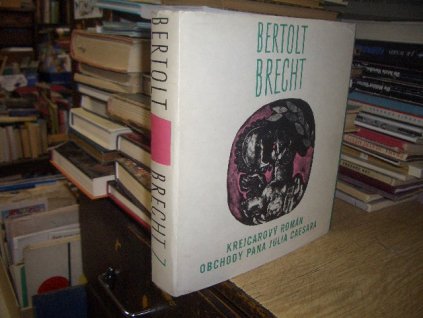 BERTOLT
BRECHT
KREJCAROVÝ ROMÁN
OBCHODY PANA JULIA CAESARA
BERTOLT BRECHT 7